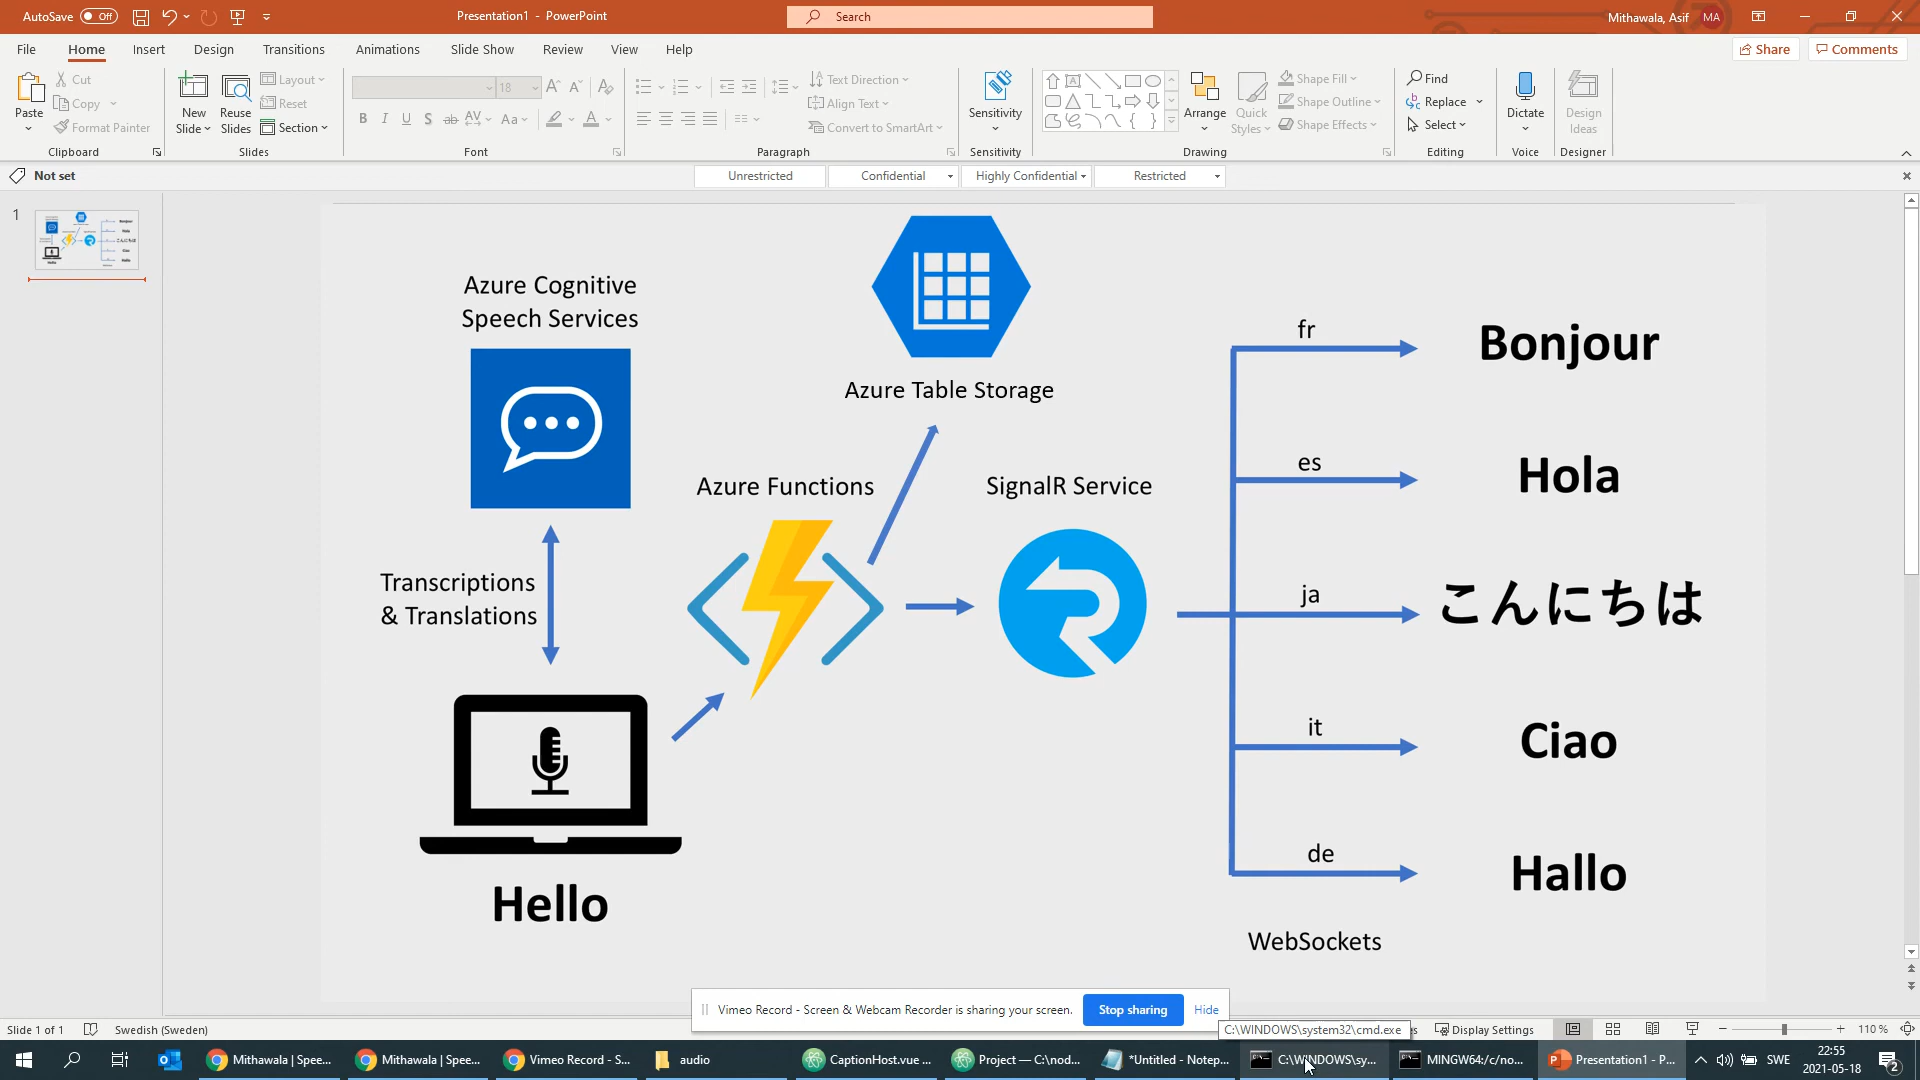 AutoSave Off
Presentation1 - PowerPoint
Search
Mithawala, Asif MA
File Home Insert Design Transitions Animations Slide Show Review View Help
Share Comments
Paste
Cut
Copy
Format Painter
Clipboard
New Slide
Reuse Slides
Layout
Reset
Section
Slides
18
Font
Text Direction
Align Text
Convert to SmartArt
Paragraph
Sensitivity
Sensitivity
Arrange
Quick Styles
Shape Fill
Shape Outline
Shape Effects
Drawing
Find
Replace
Select
Editing
Dictate
Voice
Design Ideas
Designer
Not set
Unrestricted Confidential Highly Confidential Restricted
1
Azure Cognitive
Speech Services
Transcriptions
& Translations
Hello
Azure Functions
Azure Table Storage
SignalR Service
fr
Bonjour
es
Hola
ja
こんにちは
it
Ciao
de
Hallo
WebSockets
Vimeo Record - Screen & Webcam Recorder is sharing your screen.
Stop sharing
Hide
C:\WINDOWS\system32\cmd.exe
Slide 1 of 1
Swedish (Sweden)
Display Settings
110 %
Mithawala | Spee...
Mithawala | Spee...
Vimeo Record - S...
audio
CaptionHost.vue ...
Project — C:\nod...
*Untitled - Notep...
C:\WINDOWS\sy...
MINGW64:/c/no...
Presentation1 - P...
SWE
22:55
2021-05-18
2